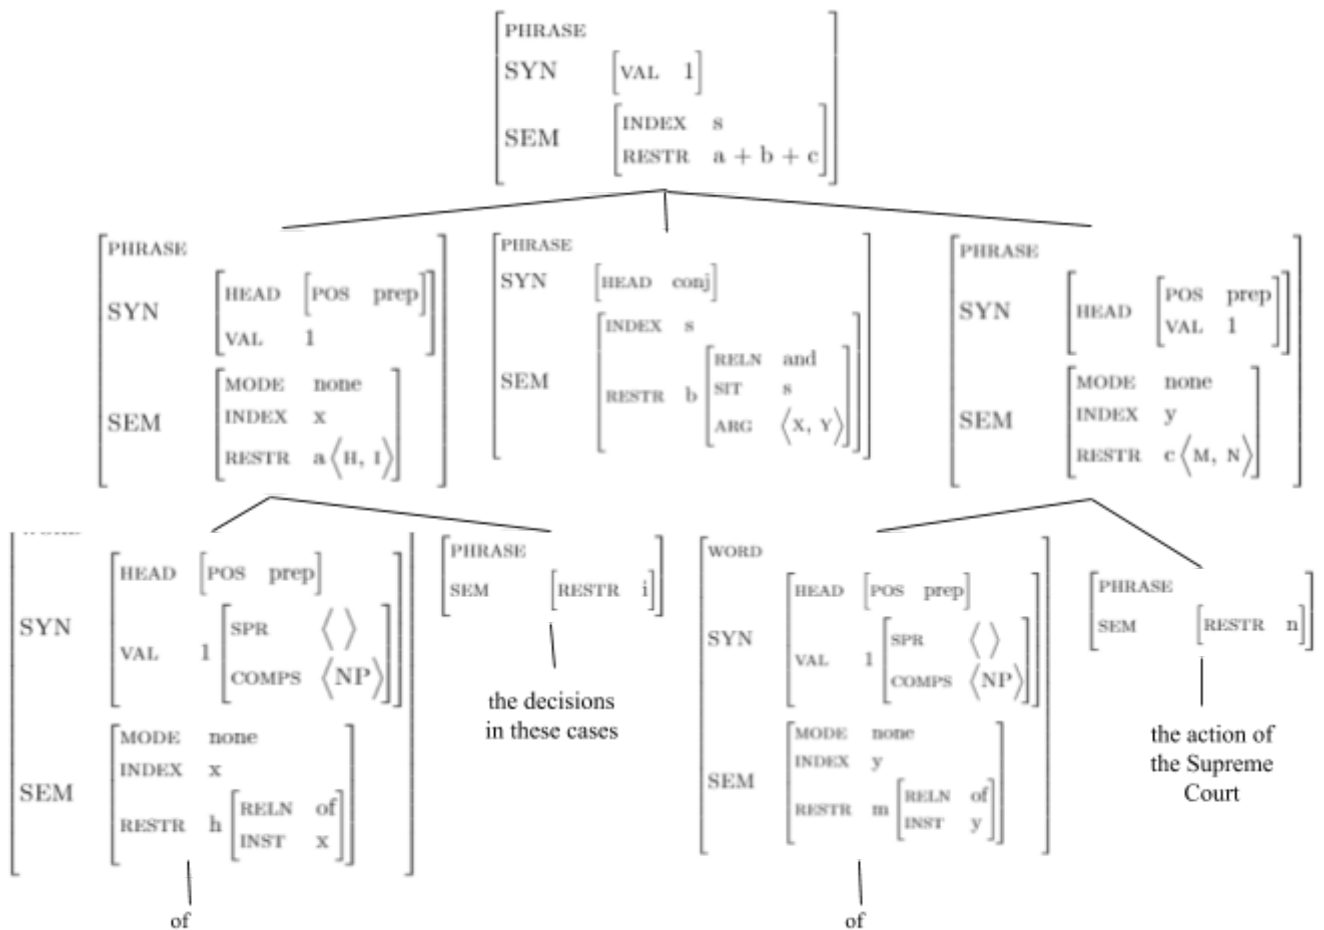 PHRASE
SYN [VAL 1]
SEM [INDEX s
RESTR a + b + c]
PHRASE
SYN [HEAD [POS prep]
VAL 1]
SEM [MODE none
INDEX x
RESTR a ⟨H, I⟩]
PHRASE
SYN [HEAD conj]
SEM [INDEX s
RESTR b [RELN and
SIT s
ARG ⟨X, Y⟩]]
PHRASE
SYN [HEAD [POS prep
VAL 1]]
SEM [MODE none
INDEX y
RESTR c ⟨M, N⟩]
SYN [HEAD [POS prep]
VAL 1 [SPR ⟨ ⟩
COMPS ⟨NP⟩]]
SEM [MODE none
INDEX x
RESTR h [RELN of
INST x]]
of
PHRASE
SEM [RESTR i]
the decisions
in these cases
WORD
SYN [HEAD [POS prep]
VAL 1 [SPR ⟨ ⟩
COMPS ⟨NP⟩]]
SEM [MODE none
INDEX y
RESTR m [RELN of
INST y]]
of
PHRASE
SEM [RESTR n]
the action of
the Supreme
Court